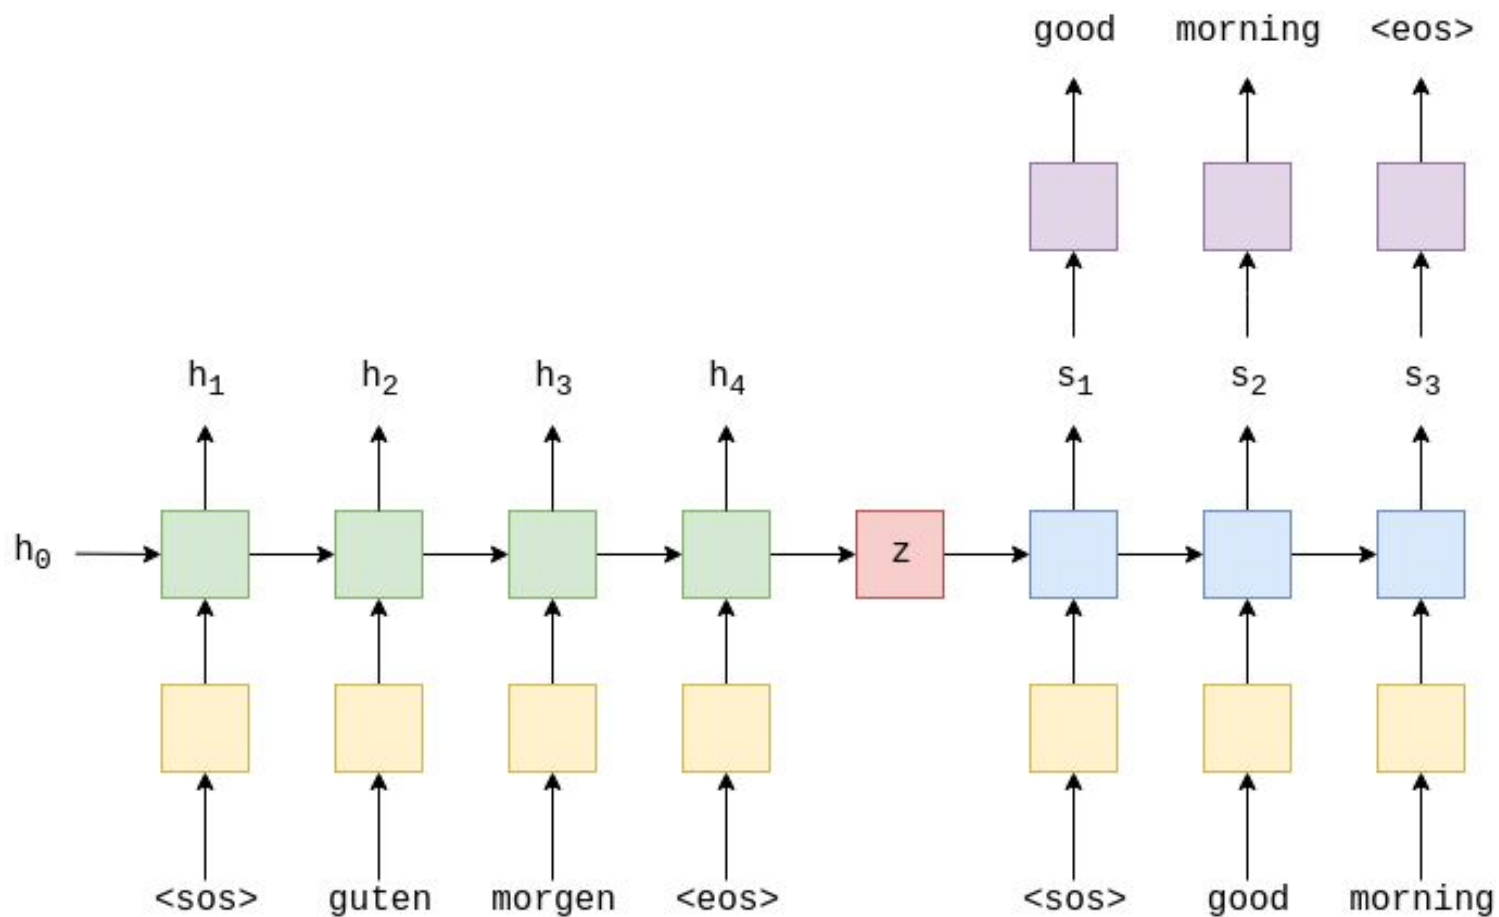 good morning <eos>
h₁ h₂ h₃ h₄ s₁ s₂ s₃
h₀ z
<sos> guten morgen <eos> <sos> good morning